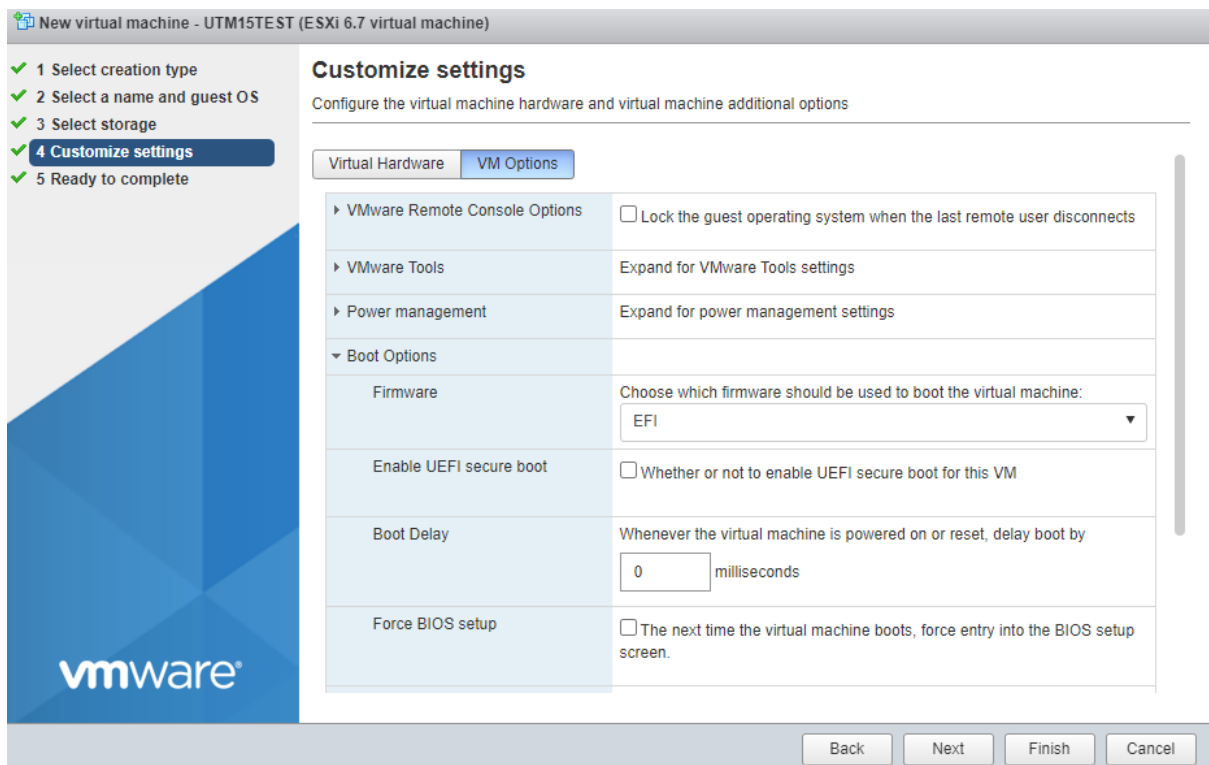 New virtual machine - UTM15TEST (ESXi 6.7 virtual machine)
1 Select creation type
2 Select a name and guest OS
3 Select storage
4 Customize settings
5 Ready to complete
Customize settings
Configure the virtual machine hardware and virtual machine additional options
Virtual Hardware
VM Options
VMware Remote Console Options
Lock the guest operating system when the last remote user disconnects
VMware Tools
Expand for VMware Tools settings
Power management
Expand for power management settings
Boot Options
Firmware
Choose which firmware should be used to boot the virtual machine:
EFI
Enable UEFI secure boot
Whether or not to enable UEFI secure boot for this VM
Boot Delay
Whenever the virtual machine is powered on or reset, delay boot by
0 milliseconds
Force BIOS setup
The next time the virtual machine boots, force entry into the BIOS setup
screen.
vmware®
Back
Next
Finish
Cancel